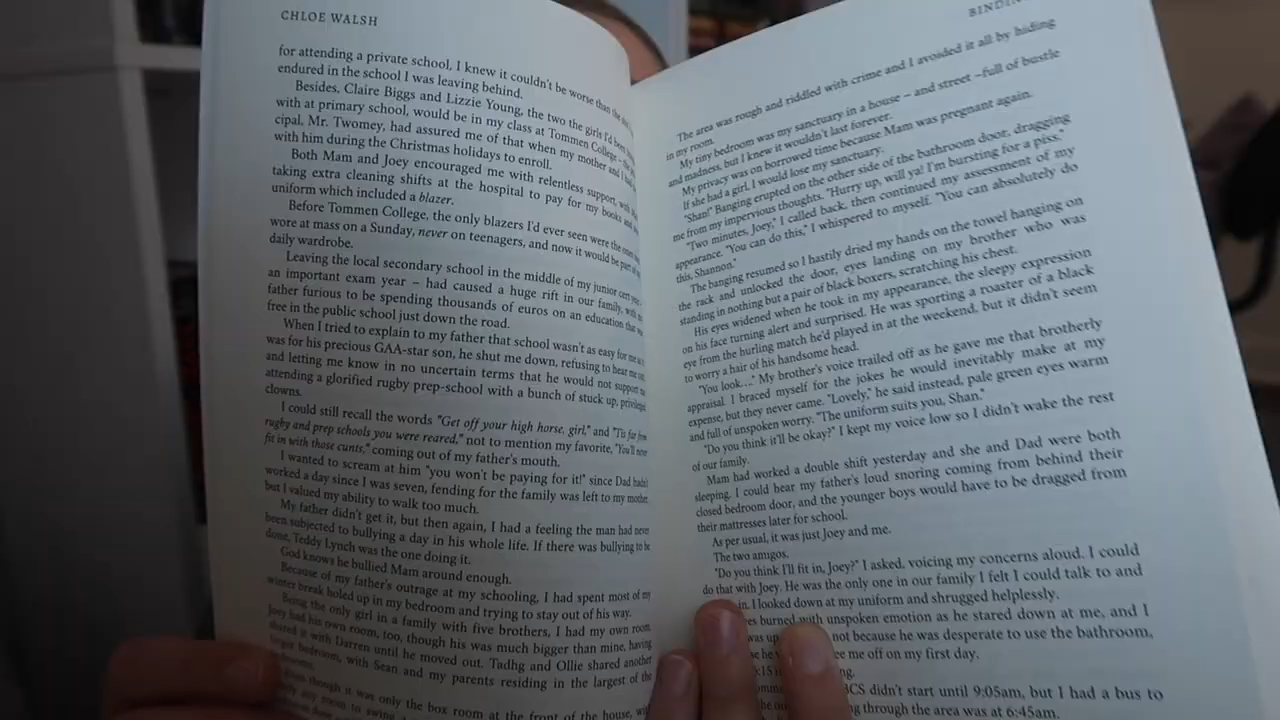 CHLOE WALSH
for attending a private school, I knew it couldn't be worse than the
endured in the school I was leaving behind.
Besides, Claire Biggs and Lizzie Young, the two the girls I'd been
with at primary school, would be in my class at Tommen College – the
cipal, Mr. Twomey, had assured me of that when my mother and I had
with him during the Christmas holidays to enroll.
Both Mam and Joey encouraged me with relentless support, with
taking extra cleaning shifts at the hospital to pay for my books and
uniform which included a blazer.
Before Tommen College, the only blazers I'd ever seen were the
wore at mass on a Sunday, never on teenagers, and now it would be part of
daily wardrobe.
Leaving the local secondary school in the middle of my junior cert
an important exam year – had caused a huge rift in our family, with
father furious to be spending thousands of euros on an education that
free in the public school just down the road.
When I tried to explain to my father that school wasn't as easy for me as
was for his precious GAA-star son, he shut me down, refusing to hear me
and letting me know in no uncertain terms that he would not support
attending a glorified rugby prep-school with a bunch of stuck up, privileged
clowns.
I could still recall the words "Get off your high horse, girl," and "Tis far from
rugby and prep schools you were reared," not to mention my favorite, "You'll never
fit in with those cunts," coming out of my father's mouth.
I wanted to scream at him "you won't be paying for it!" since Dad hadn't
worked a day since I was seven, fending for the family was left to my mother
but I valued my ability to walk too much.
My father didn't get it, but then again, I had a feeling the man had never
been subjected to bullying a day in his whole life. If there was bullying to be
done, Teddy Lynch was the one doing it.
God knows he bullied Mam around enough.
Because of my father's outrage at my schooling, I had spent most of my
winter break holed up in my bedroom and trying to stay out of his way.
Being the only girl in a family with five brothers, I had my own room.
Joey had his own room, too, though his was much bigger than mine, having
shared it with Darren until he moved out. Tadhg and Ollie shared another
bedroom, with Sean and my parents residing in the largest of the
though it was only the box room at the front of the house, with
any room to swing a
The area was rough and riddled with crime and I avoided it all by hiding
in my room.
My tiny bedroom was my sanctuary in a house – and street –full of bustle
and madness, but I knew it wouldn't last forever.
My privacy was on borrowed time because Mam was pregnant again.
If she had a girl, I would lose my sanctuary.
"Shan!" Banging erupted on the other side of the bathroom door, dragging
me from my impervious thoughts. "Hurry up, will ya! I'm bursting for a piss."
"Two minutes, Joey," I called back, then continued my assessment of my
appearance. "You can do this," I whispered to myself. "You can absolutely do
this, Shannon."
The banging resumed so I hastily dried my hands on the towel hanging on
the rack and unlocked the door, eyes landing on my brother who was
standing in nothing but a pair of black boxers, scratching his chest.
His eyes widened when he took in my appearance, the sleepy expression
on his face turning alert and surprised. He was sporting a roaster of a black
eye from the hurling match he'd played in at the weekend, but it didn't seem
to worry a hair of his handsome head.
"You look…" My brother's voice trailed off as he gave me that brotherly
appraisal. I braced myself for the jokes he would inevitably make at my
expense, but they never came. "Lovely," he said instead, pale green eyes warm
and full of unspoken worry. "The uniform suits you, Shan."
"Do you think it'll be okay?" I kept my voice low so I didn't wake the rest
of our family.
Mam had worked a double shift yesterday and she and Dad were both
sleeping. I could hear my father's loud snoring coming from behind their
closed bedroom door, and the younger boys would have to be dragged from
their mattresses later for school.
As per usual, it was just Joey and me.
The two amigos.
"Do you think I'll fit in, Joey?" I asked, voicing my concerns aloud. I could
do that with Joey. He was the only one in our family I felt I could talk to and
in. I looked down at my uniform and shrugged helplessly.
burned with unspoken emotion as he stared down at me, and I
was up not because he was desperate to use the bathroom,
me off on my first day.
BCS didn't start until 9:05am, but I had a bus to
through the area was at 6:45am.